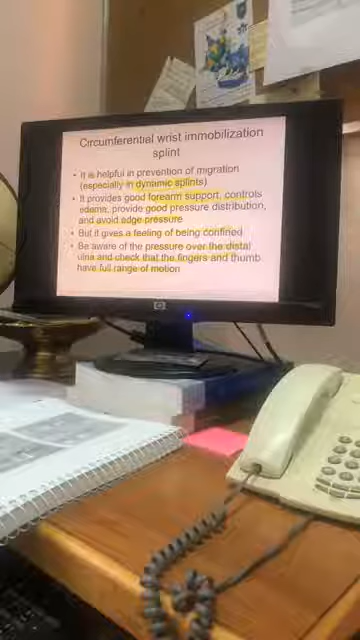 Circumferential wrist immobilization
splint
• It is helpful in prevention of migration
(especially in dynamic splints)
• It provides good forearm support, controls
edema, provide good pressure distribution,
and avoid edge pressure
• But it gives a feeling of being confined
• Be aware of the pressure over the distal
ulna and check that the fingers and thumb
have full range of motion
hp